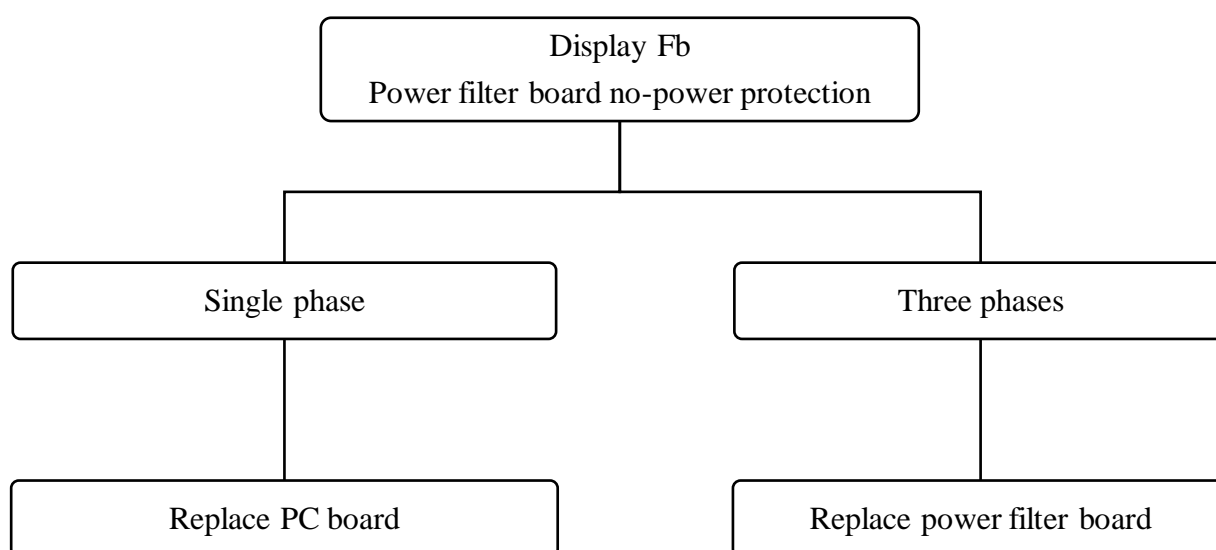 Display Fb
Power filter board no-power protection
Single phase
Three phases
Replace PC board
Replace power filter board